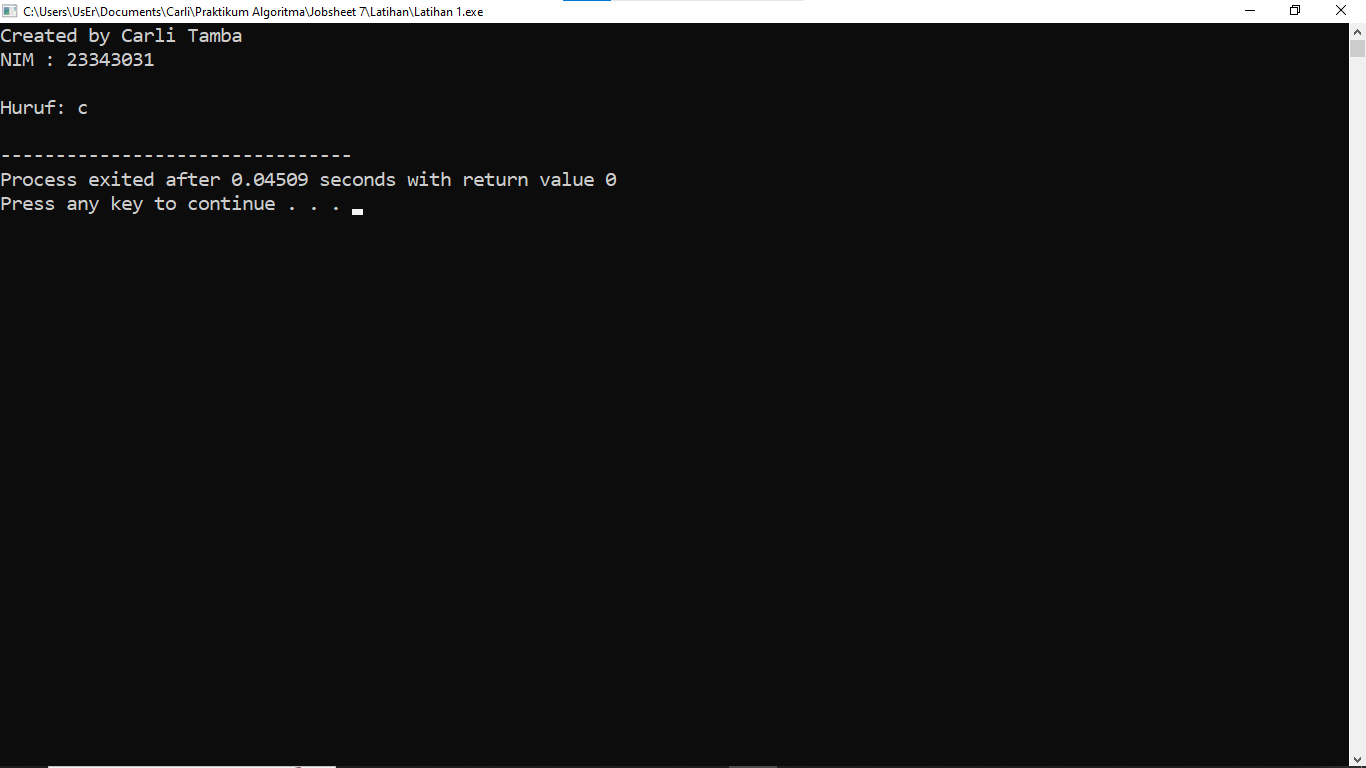 C:\Users\UsEr\Documents\Carli\Praktikum Algoritma\Jobsheet 7\Latihan\Latihan 1.exe
Created by Carli Tamba
NIM : 23343031
Huruf: c
--------------------------------
Process exited after 0.04509 seconds with return value 0
Press any key to continue . . .